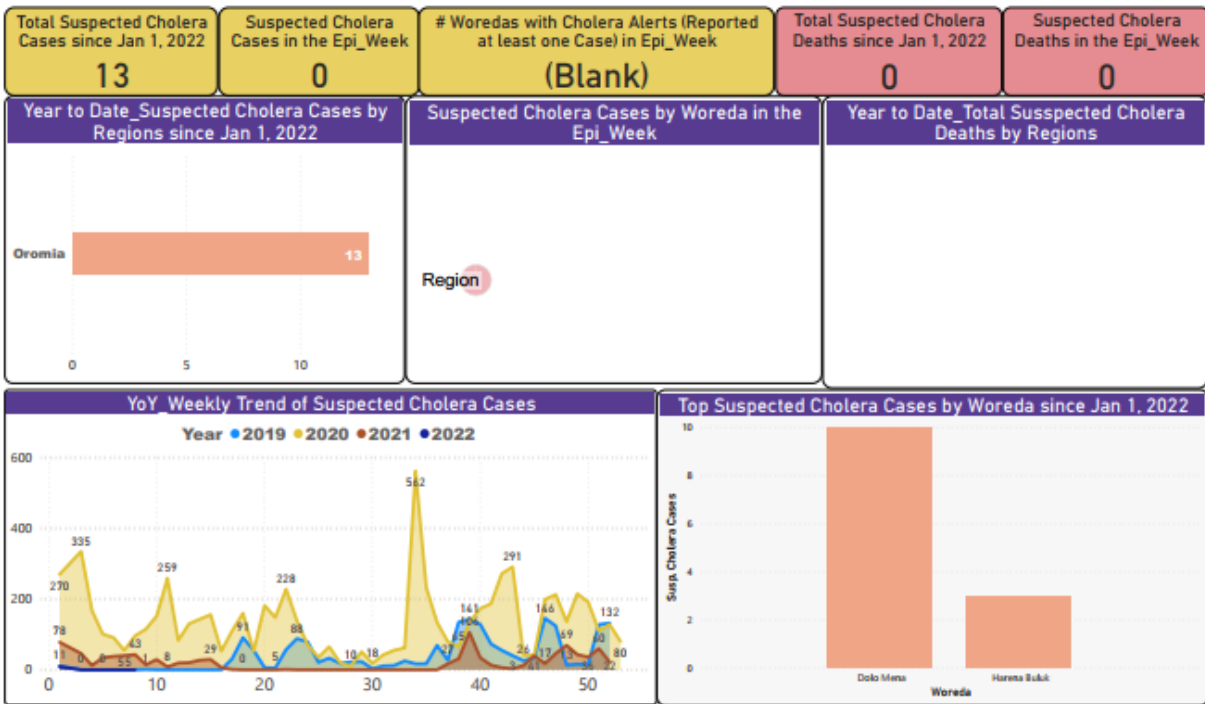 Total Suspected Cholera
Cases since Jan 1, 2022
13
Suspected Cholera
Cases in the Epi_Week
0
# Woredas with Cholera Alerts (Reported
at least one Case) in Epi_Week
(Blank)
Total Suspected Cholera
Deaths since Jan 1, 2022
0
Suspected Cholera
Deaths in the Epi_Week
0
Year to Date_Suspected Cholera Cases by
Regions since Jan 1, 2022
Oromia
13
0 5 10
Suspected Cholera Cases by Woreda in the
Epi_Week
Region
Year to Date_Total Susspected Cholera
Deaths by Regions
YoY_Weekly Trend of Suspected Cholera Cases
Year 2019 2020 2021 2022
600
562
400
335
291
270
259
228
200
146
141
132
106
91
88
78
69
65
60
80
43
29
27
26
17
13
11
10
18
55
0 10 20 30 40 50
Top Suspected Cholera Cases by Woreda since Jan 1, 2022
Susp. Cholera Cases
10
8
6
4
2
0
Dolo Mena Harena Buluk
Woreda